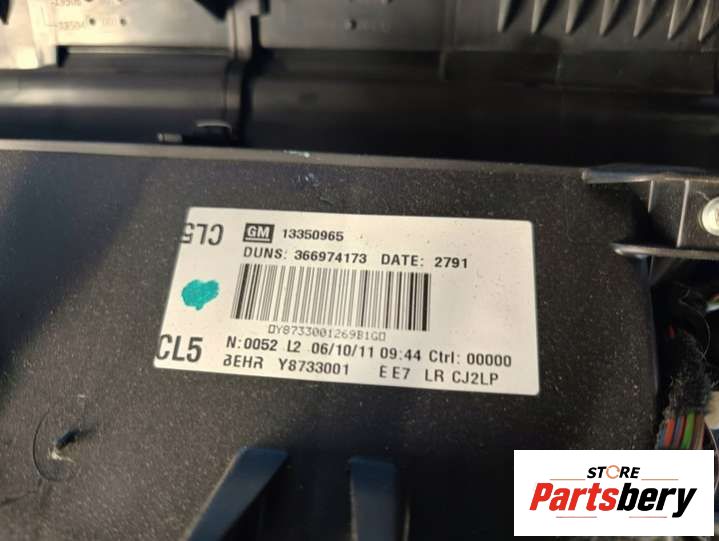 CL5
GM 13350965
DUNS: 366974173 DATE: 2791
0Y8733001269B1G0
CL5
N:0052 L2 06/10/11 09:44 Ctrl: 00000
BEHR Y8733001 E E7 LR CJ2LP
STORE
Partsbery